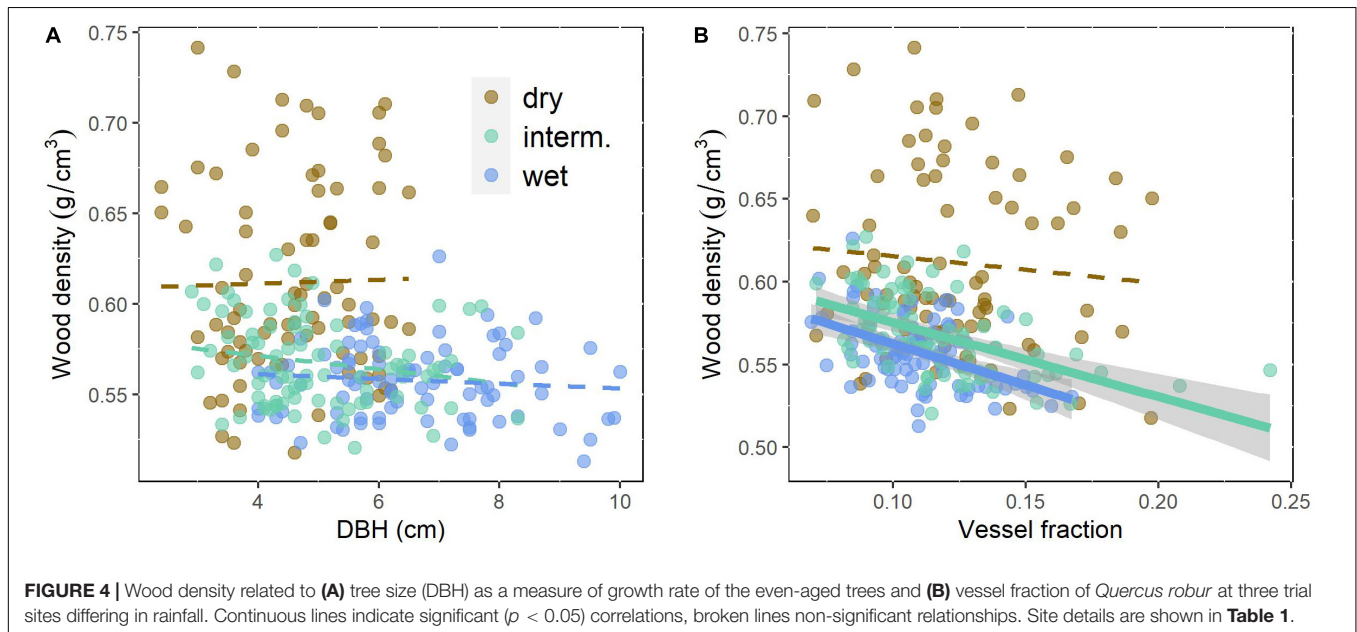 A
0.75
0.70
0.65
0.60
0.55
Wood density (g/cm³)
4
6
8
10
DBH (cm)
dry
interm.
wet
B
0.75
0.70
0.65
0.60
0.55
0.50
Wood density (g/cm³)
0.10
0.15
0.20
0.25
Vessel fraction
FIGURE 4 | Wood density related to (A) tree size (DBH) as a measure of growth rate of the even-aged trees and (B) vessel fraction of Quercus robur at three trial
sites differing in rainfall. Continuous lines indicate significant (p < 0.05) correlations, broken lines non-significant relationships. Site details are shown in Table 1.